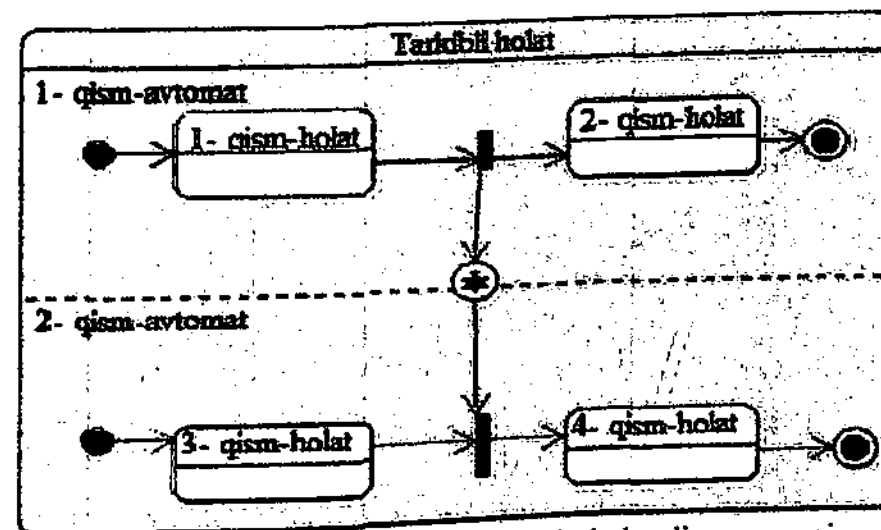 Tarkibli holat
1- qism-avtomat
1- qism-holat
2- qism-holat
2- qism-avtomat
3- qism-holat
4- qism-holat